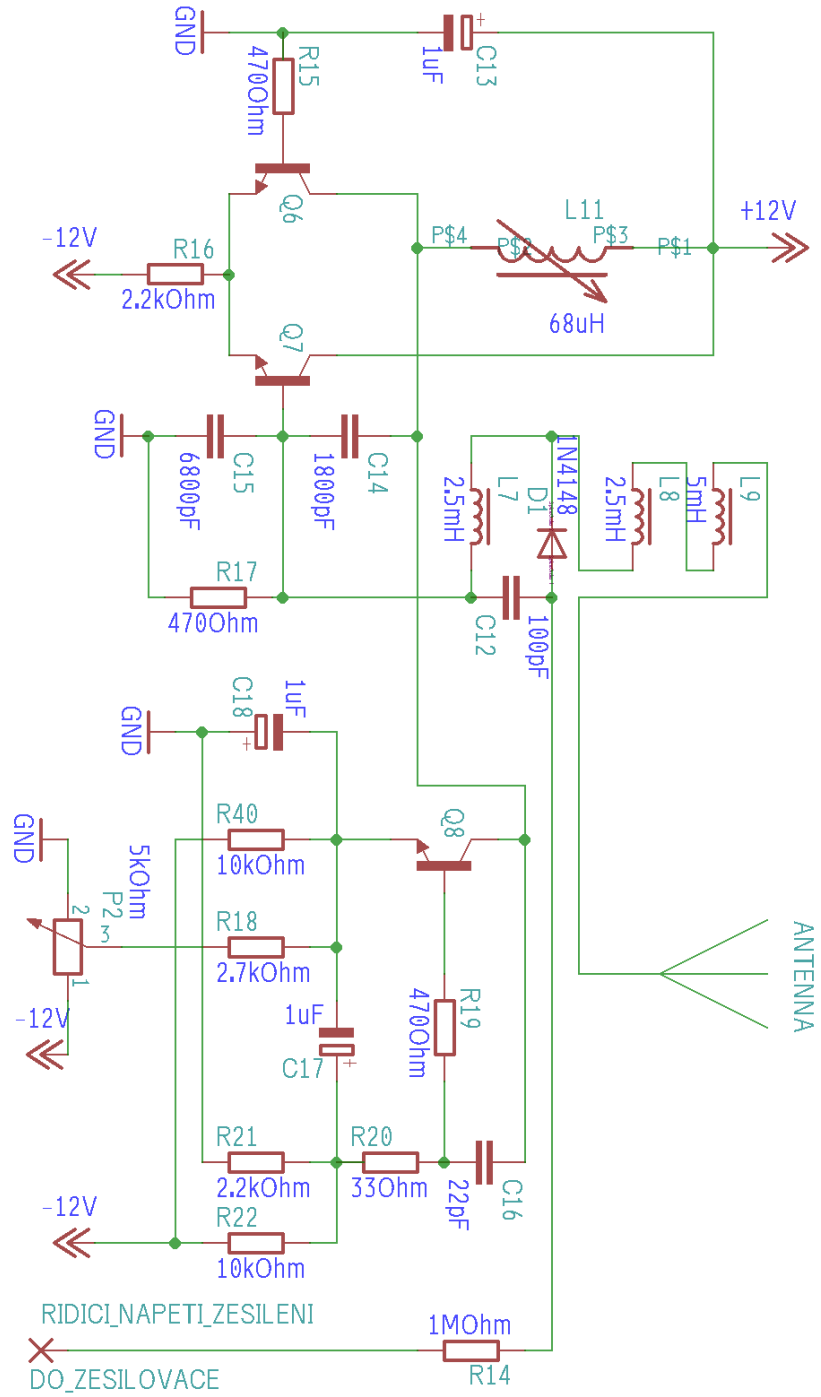 GND
470Ohm
R15
1uF
C13
Q6
L11
+12V
P$4
P$2
P$3
P$1
-12V
R16
2.2kOhm
68uH
Q7
GND
6800pF
C15
1800pF
C14
2.5mH
L7
D1
1N4148
2.5mH
L8
5mH
L9
R17
470Ohm
C12
100pF
C18
1uF
GND
R40
10kOhm
Q8
GND
5kOhm
P2
2
3
1
R18
2.7kOhm
ANTENNA
-12V
1uF
C17
470Ohm
R19
R21
2.2kOhm
R20
33Ohm
22pF
C16
-12V
R22
10kOhm
RIDICI_NAPETI_ZESILENI
1MOhm
R14
DO_ZESILOVACE